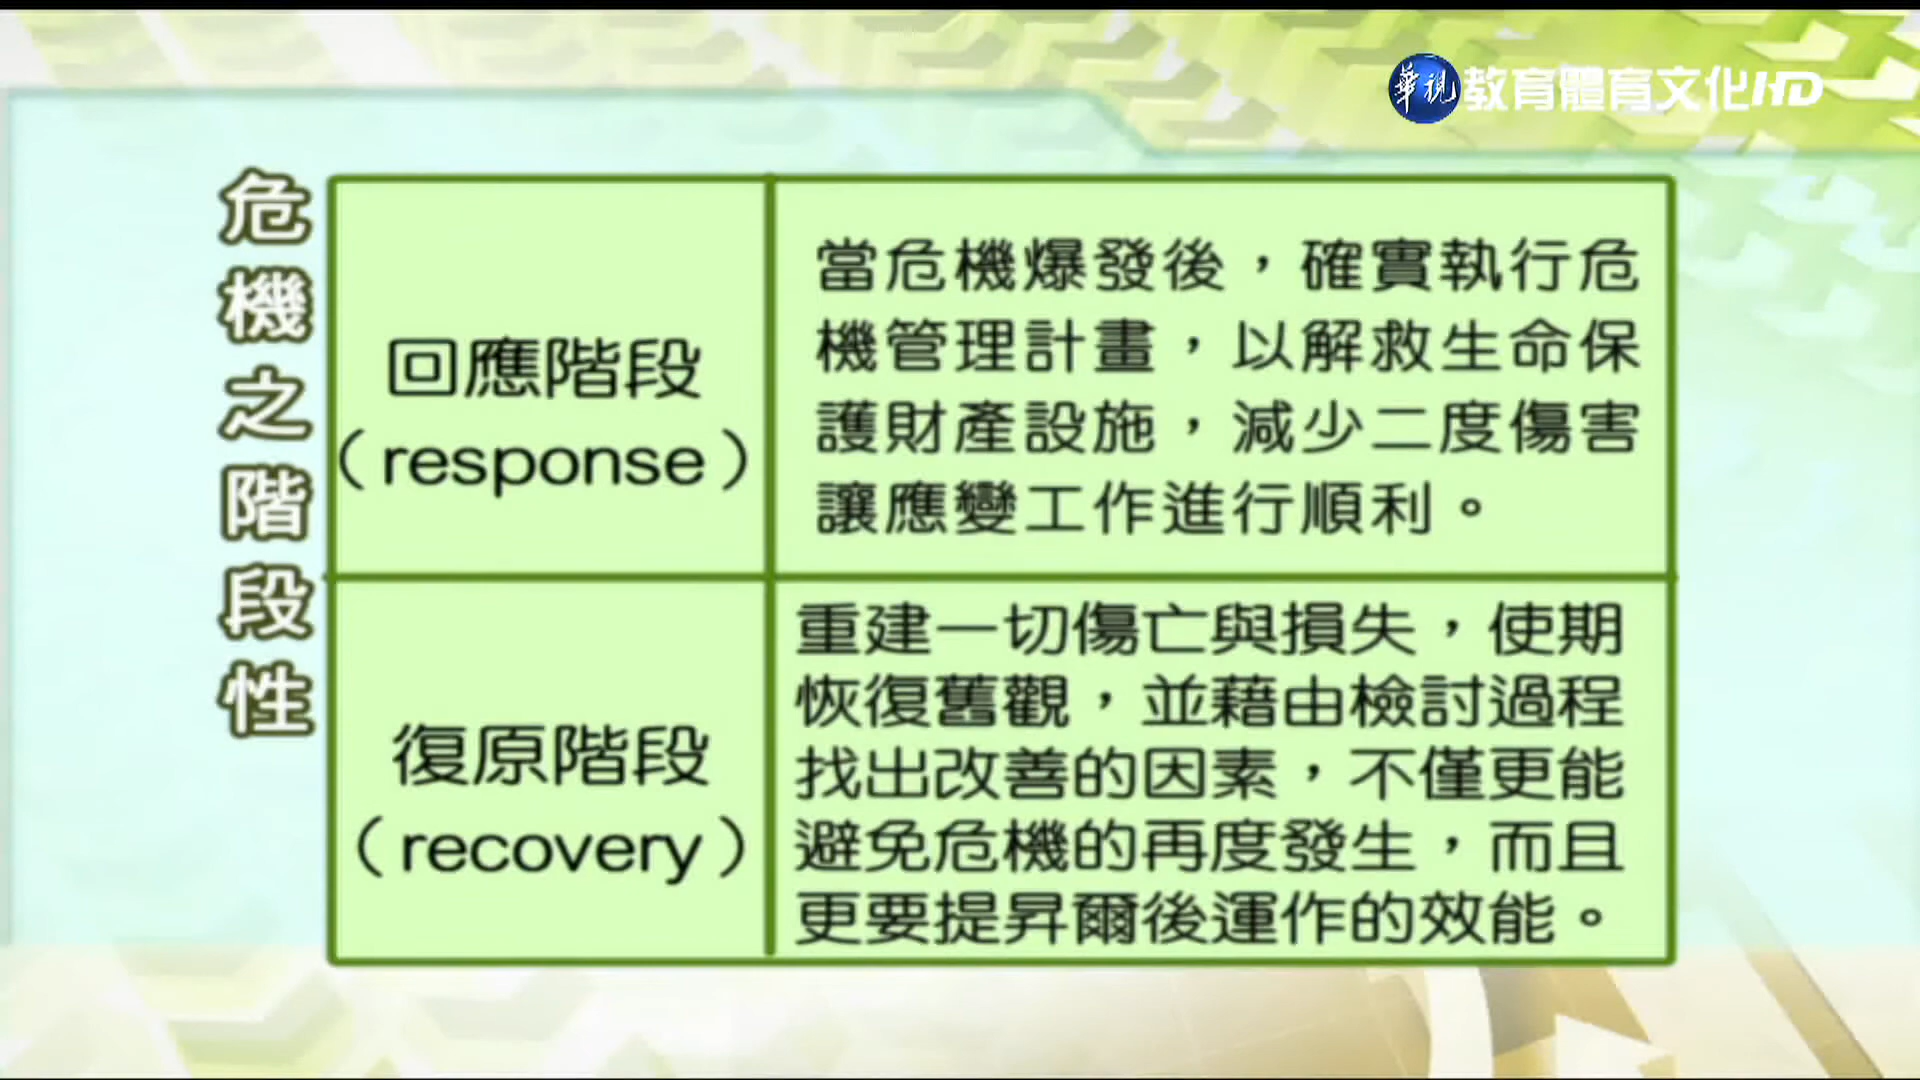 華視教育體育文化HD
危機之階段性
回應階段
（response）
當危機爆發後，確實執行危
機管理計畫，以解救生命保
護財產設施，減少二度傷害
讓應變工作進行順利。
復原階段
（recovery）
重建一切傷亡與損失，使期
恢復舊觀，並藉由檢討過程
找出改善的因素，不僅更能
避免危機的再度發生，而且
更要提昇爾後運作的效能。